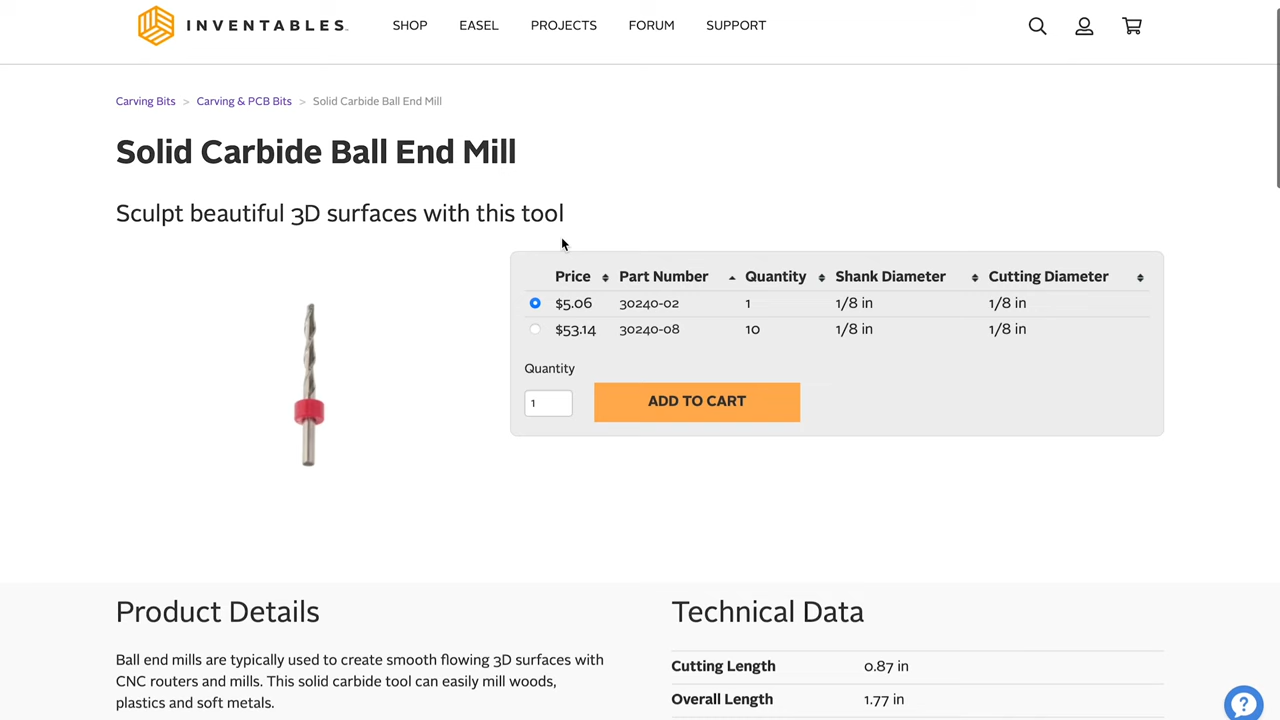 INVENTABLES
SHOP
EASEL
PROJECTS
FORUM
SUPPORT
Carving Bits > Carving & PCB Bits > Solid Carbide Ball End Mill
Solid Carbide Ball End Mill
Sculpt beautiful 3D surfaces with this tool
Price Part Number Quantity Shank Diameter Cutting Diameter
$5.06 30240-02 1 1/8 in 1/8 in
$53.14 30240-08 10 1/8 in 1/8 in
Quantity
1
ADD TO CART
Product Details
Ball end mills are typically used to create smooth flowing 3D surfaces with
CNC routers and mills. This solid carbide tool can easily mill woods,
plastics and soft metals.
Technical Data
Cutting Length 0.87 in
Overall Length 1.77 in
?